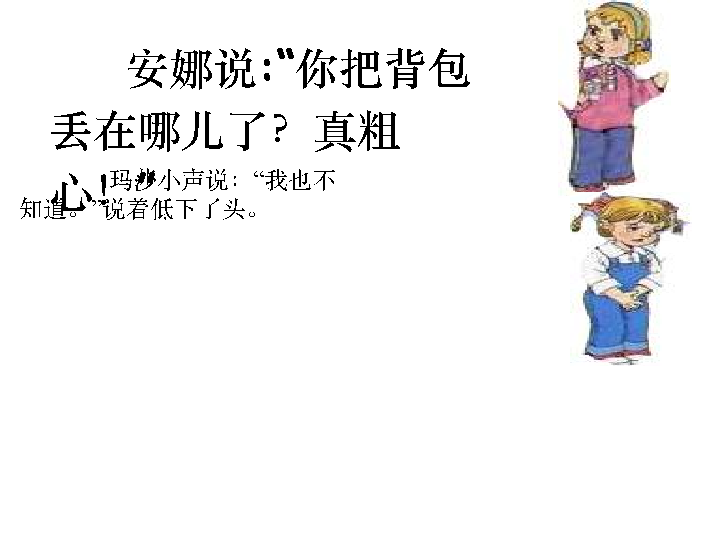 安娜说:“你把背包
丢在哪儿了？真粗
心!”
玛莎小声说：“我也不
知道。”说着低下了头。